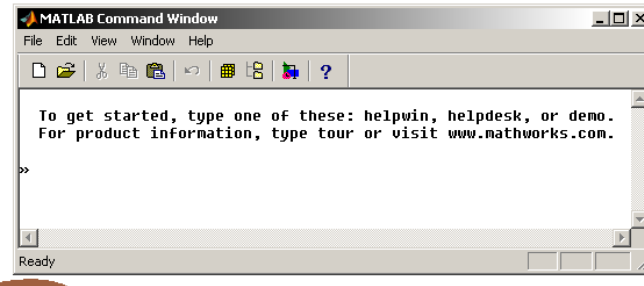 MATLAB Command Window
File Edit View Window Help
?
To get started, type one of these: helpwin, helpdesk, or demo.
For product information, type tour or visit www.mathworks.com.
»
Ready